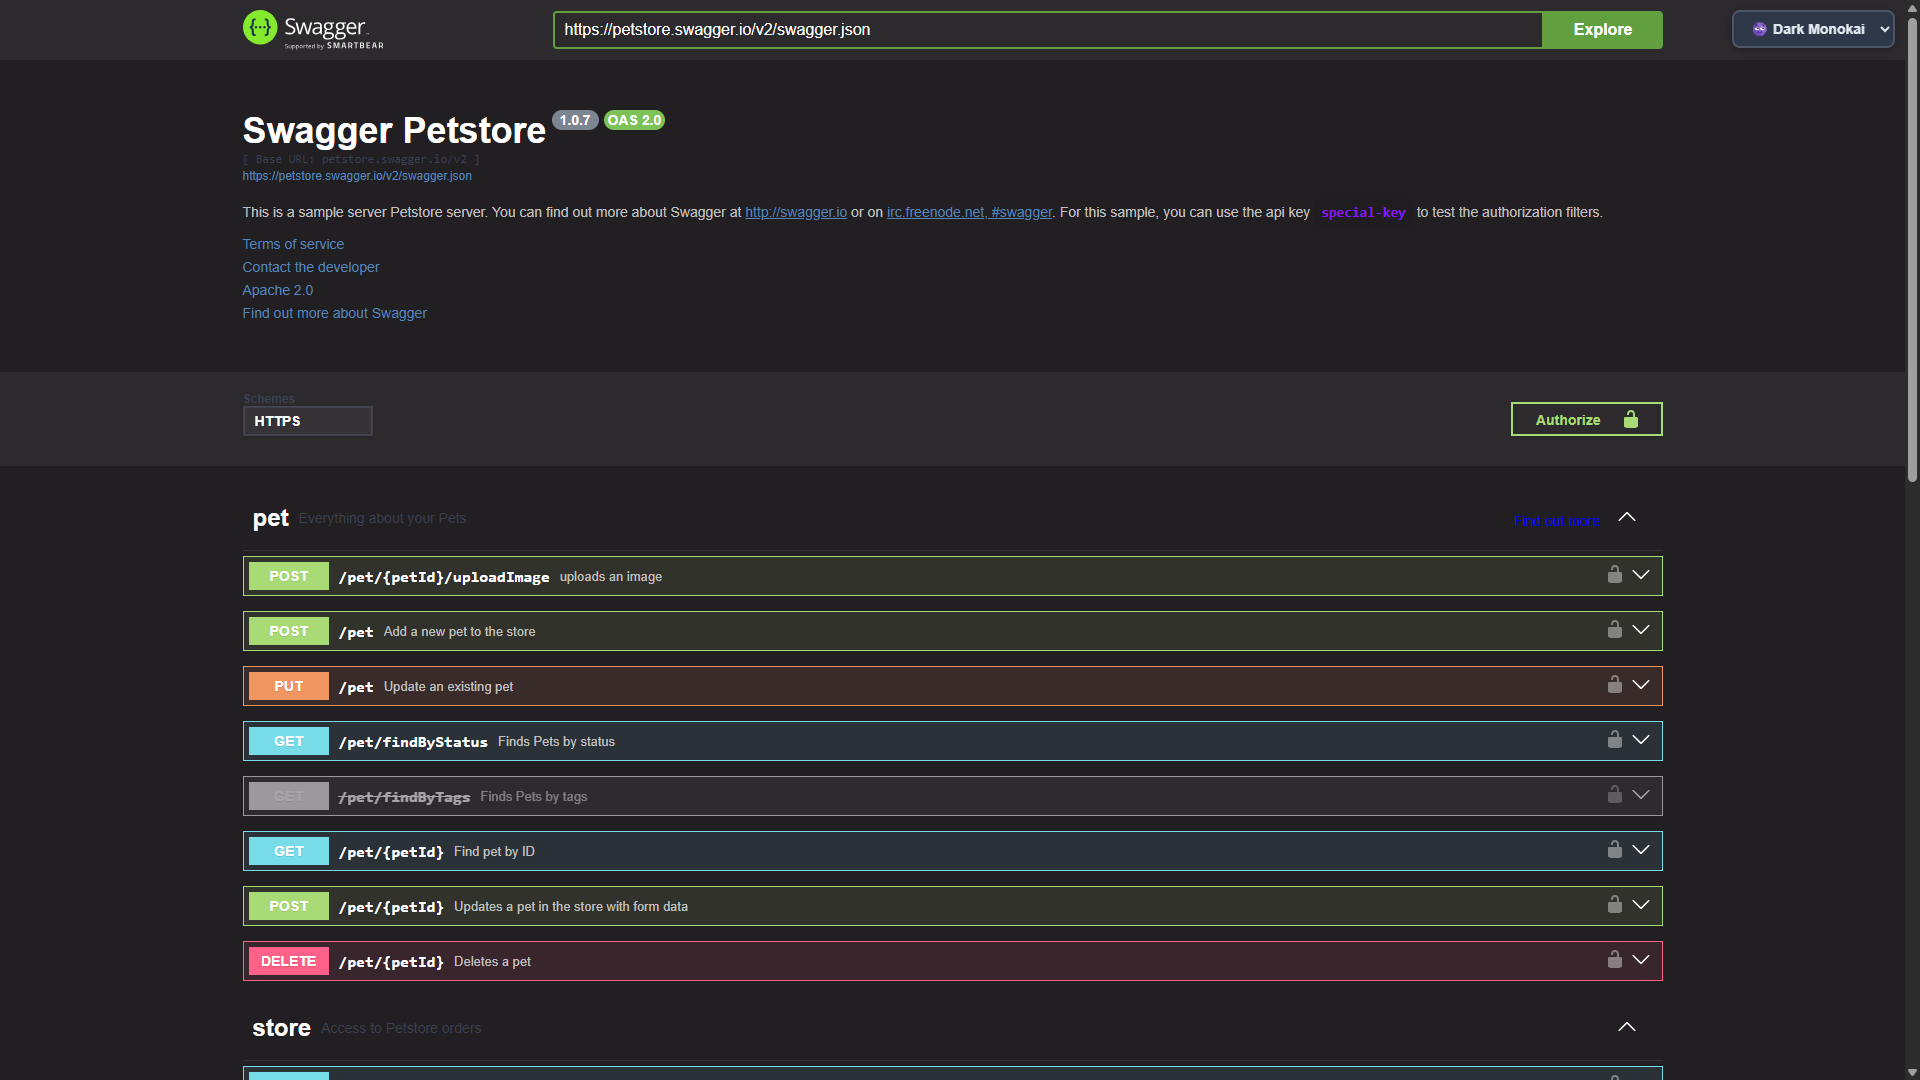 Swagger
Supported by SMARTBEAR
https://petstore.swagger.io/v2/swagger.json
Explore
Dark Monokai
Swagger Petstore 1.0.7 OAS 2.0
[ Base URL: petstore.swagger.io/v2 ]
https://petstore.swagger.io/v2/swagger.json
This is a sample server Petstore server. You can find out more about Swagger at http://swagger.io or on irc.freenode.net, #swagger. For this sample, you can use the api key special-key to test the authorization filters.
Terms of service
Contact the developer
Apache 2.0
Find out more about Swagger
Schemes
HTTPS
Authorize
pet Everything about your Pets Find out more
POST /pet/{petId}/uploadImage uploads an image
POST /pet Add a new pet to the store
PUT /pet Update an existing pet
GET /pet/findByStatus Finds Pets by status
GET /pet/findByTags Finds Pets by tags
GET /pet/{petId} Find pet by ID
POST /pet/{petId} Updates a pet in the store with form data
DELETE /pet/{petId} Deletes a pet
store Access to Petstore orders